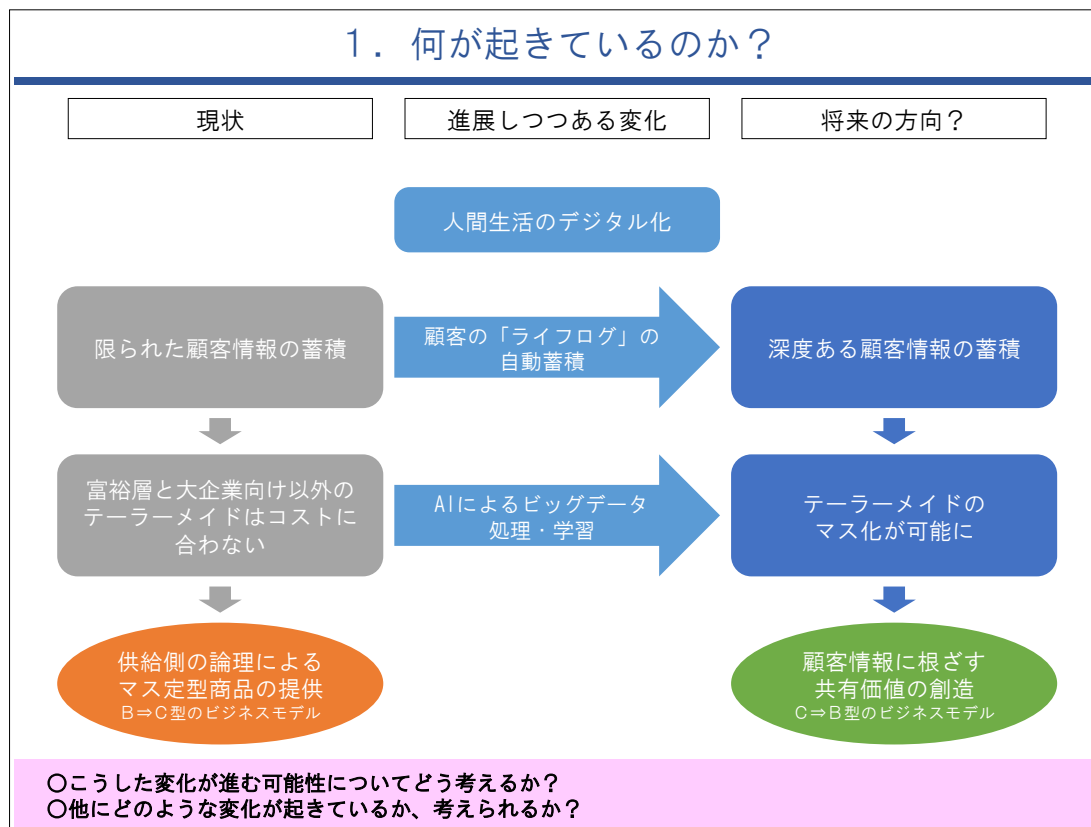 １．何が起きているのか？
現状
進展しつつある変化
将来の方向？
人間生活のデジタル化
限られた顧客情報の蓄積
顧客の「ライフログ」の
自動蓄積
深度ある顧客情報の蓄積
富裕層と大企業向け以外の
テーラーメイドはコストに
合わない
AIによるビッグデータ
処理・学習
テーラーメイドの
マス化が可能に
供給側の論理による
マス定型商品の提供
Ｂ⇒Ｃ型のビジネスモデル
顧客情報に根ざす
共有価値の創造
Ｃ⇒Ｂ型のビジネスモデル
○こうした変化が進む可能性についてどう考えるか？
○他にどのような変化が起きているか、考えられるか？